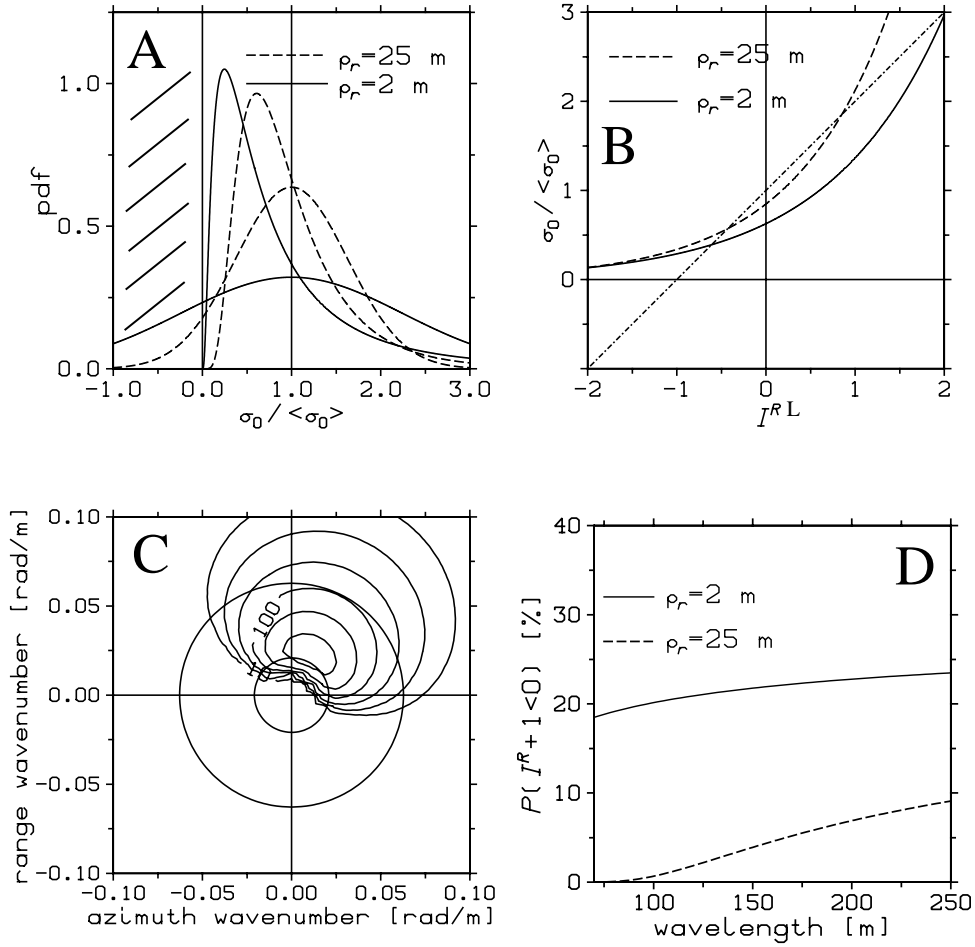 A
ρr=25 m
ρr=2 m
pdf
1.0
0.5
0.0
-1.0 0.0 1.0 2.0 3.0
σ0/<σ0>
B
ρr=25 m
ρr=2 m
σ0/<σ0>
3
2
1
0
-2 -1 0 1 2
I^R L
C
100
10
range wavenumber [rad/m]
0.10
0.05
0.00
-0.05
-0.10
-0.10 -0.05 0.00 0.05 0.10
azimuth wavenumber [rad/m]
D
ρr=2 m
ρr=25 m
P(I^R+1<0) [%]
40
30
20
10
0
100 150 200 250
wavelength [m]